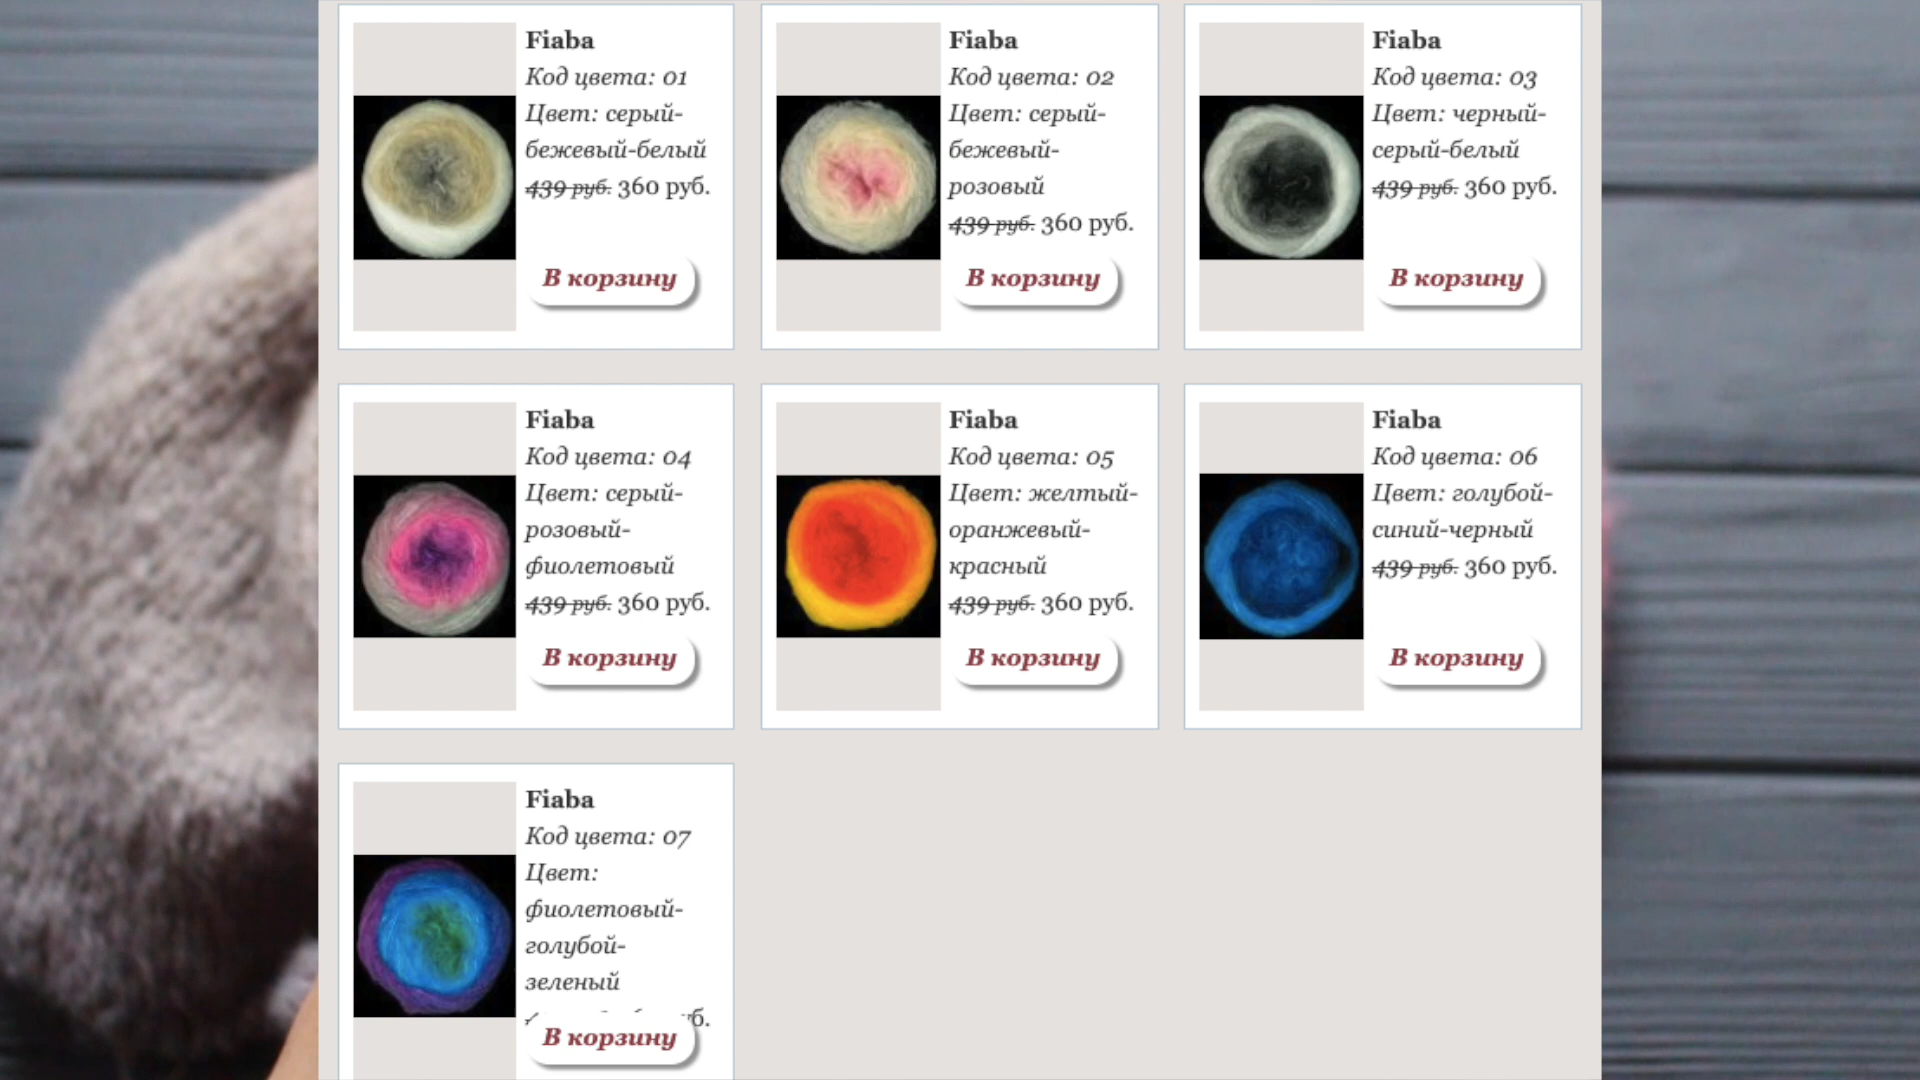 Fiaba
Код цвета: 01
Цвет: серый-
бежевый-белый
439 руб. 360 руб.
В корзину
Fiaba
Код цвета: 02
Цвет: серый-
бежевый-
розовый
439 руб. 360 руб.
В корзину
Fiaba
Код цвета: 03
Цвет: черный-
серый-белый
439 руб. 360 руб.
В корзину
Fiaba
Код цвета: 04
Цвет: серый-
розовый-
фиолетовый
439 руб. 360 руб.
В корзину
Fiaba
Код цвета: 05
Цвет: желтый-
оранжевый-
красный
439 руб. 360 руб.
В корзину
Fiaba
Код цвета: 06
Цвет: голубой-
синий-черный
439 руб. 360 руб.
В корзину
Fiaba
Код цвета: 07
Цвет:
фиолетовый-
голубой-
зеленый
В корзину